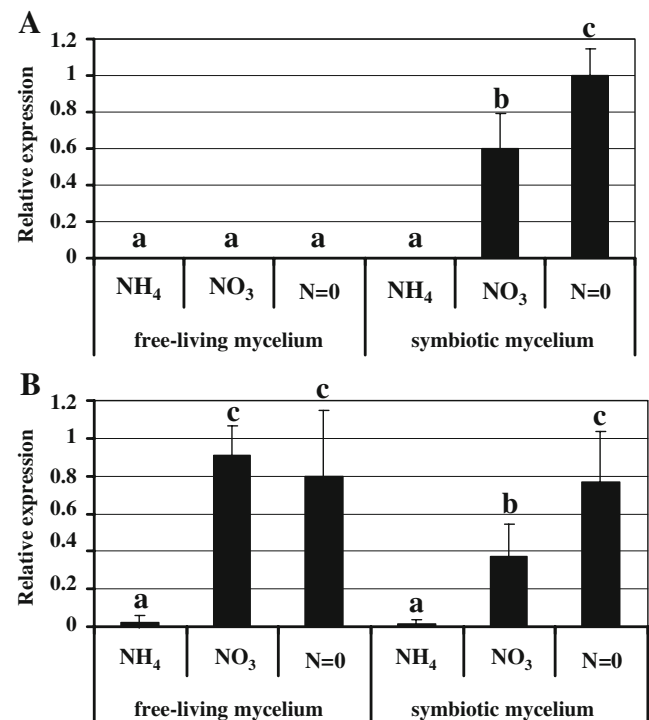 A
1.2
1
0.8
0.6
0.4
0.2
0
Relative expression
a a a a b c
NH₄ NO₃ N=0 NH₄ NO₃ N=0
free-living mycelium symbiotic mycelium
B
1.2
1
0.8
0.6
0.4
0.2
0
Relative expression
a c c a b c
NH₄ NO₃ N=0 NH₄ NO₃ N=0
free-living mycelium symbiotic mycelium